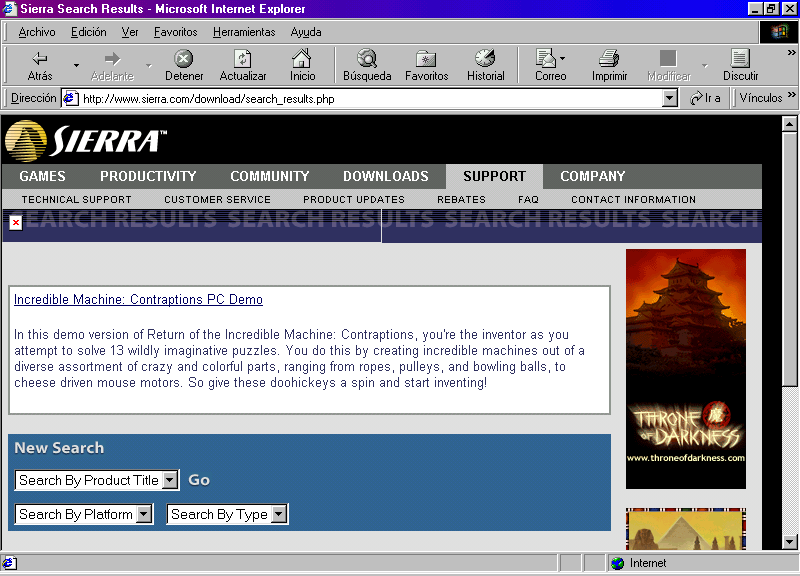 Sierra Search Results - Microsoft Internet Explorer
Archivo Edición Ver Favoritos Herramientas Ayuda
Atrás Adelante Detener Actualizar Inicio Búsqueda Favoritos Historial Correo Imprimir Modificar Discutir »
Dirección http://www.sierra.com/download/search_results.php Ir a Vínculos »
SIERRA™
GAMES PRODUCTIVITY COMMUNITY DOWNLOADS SUPPORT COMPANY
TECHNICAL SUPPORT CUSTOMER SERVICE PRODUCT UPDATES REBATES FAQ CONTACT INFORMATION
SEARCH RESULTS SEARCH RESULTS SEARCH RESULTS SEARCH
Incredible Machine: Contraptions PC Demo
In this demo version of Return of the Incredible Machine: Contraptions, you're the inventor as you
attempt to solve 13 wildly imaginative puzzles. You do this by creating incredible machines out of a
diverse assortment of crazy and colorful parts, ranging from ropes, pulleys, and bowling balls, to
cheese driven mouse motors. So give these doohickeys a spin and start inventing!
THRONE 魔
OF DARKNESS
www.throneofdarkness.com
New Search
Search By Product Title Go
Search By Platform Search By Type
Internet